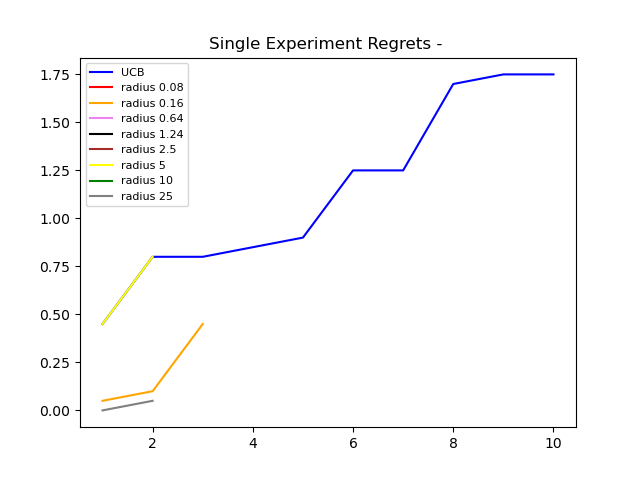 Single Experiment Regrets -
UCB
radius 0.08
radius 0.16
radius 0.64
radius 1.24
radius 2.5
radius 5
radius 10
radius 25
1.75
1.50
1.25
1.00
0.75
0.50
0.25
0.00
2
4
6
8
10